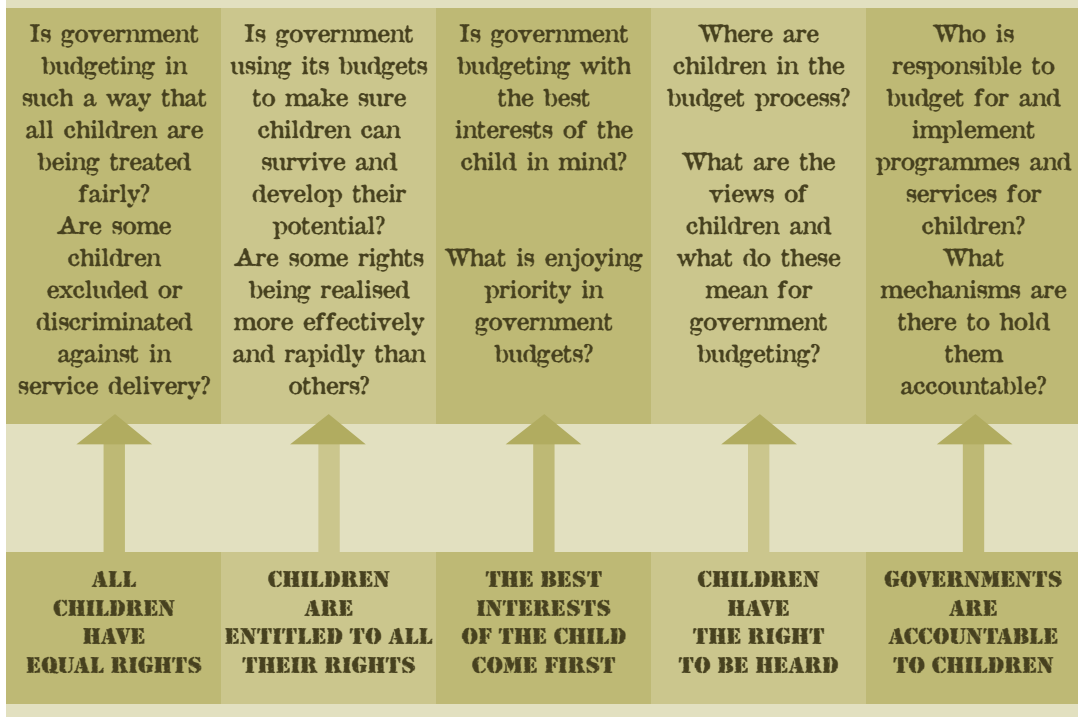 Is government
budgeting in
such a way that
all children are
being treated
fairly?
Are some
children
excluded or
discriminated
against in
service delivery?
Is government
using its budgets
to make sure
children can
survive and
develop their
potential?
Are some rights
being realised
more effectively
and rapidly than
others?
Is government
budgeting with
the best
interests of the
child in mind?
What is enjoying
priority in
government
budgets?
Where are
children in the
budget process?
What are the
views of
children and
what do these
mean for
government
budgeting?
Who is
responsible to
budget for and
implement
programmes and
services for
children?
What
mechanisms are
there to hold
them
accountable?
ALL
CHILDREN
HAVE
EQUAL RIGHTS
CHILDREN
ARE
ENTITLED TO ALL
THEIR RIGHTS
THE BEST
INTERESTS
OF THE CHILD
COME FIRST
CHILDREN
HAVE
THE RIGHT
TO BE HEARD
GOVERNMENTS
ARE
ACCOUNTABLE
TO CHILDREN